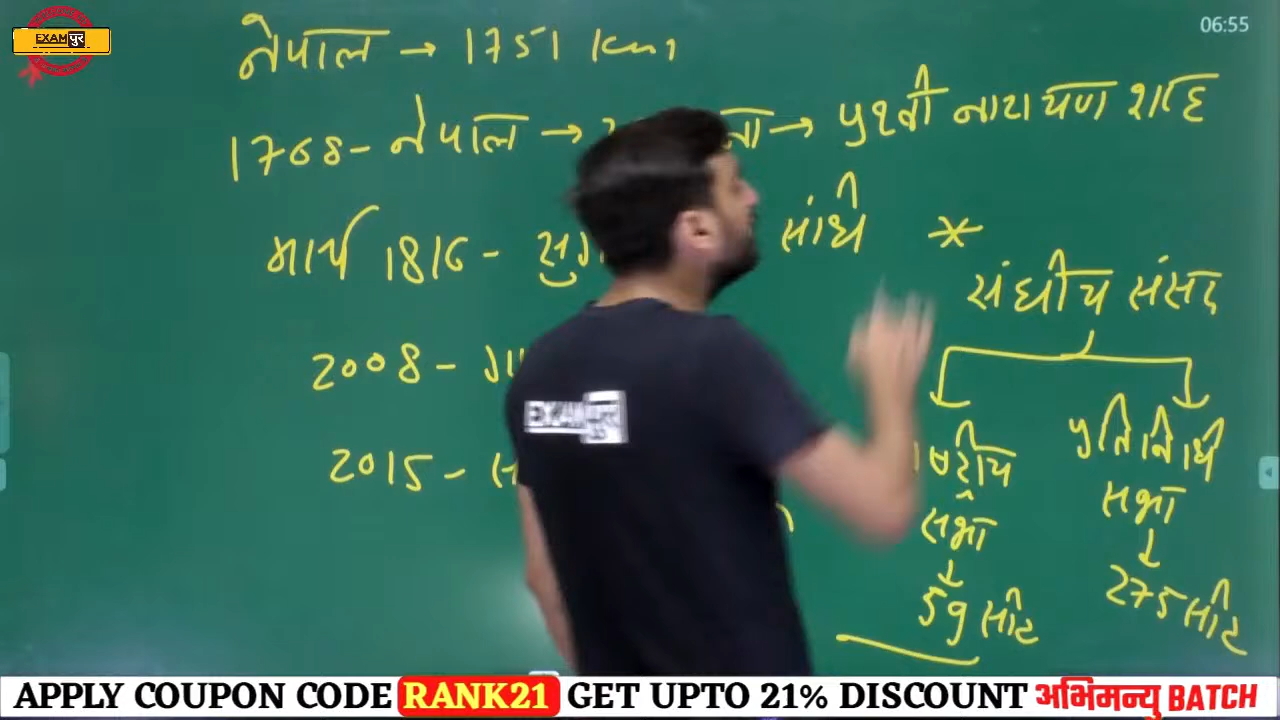 EXAMपुर
06:55
नेपाल → 1751 km
1768 - नेपाल → ना → पृथ्वी नारायण शाह
मार्च 1816 - संधी *
संघीय संसद
2008 -
2015 -
प्रतिनिधी
सभा
सभा
↓
↓
59 सीट
275 सीट
EXAMपुर
APPLY COUPON CODE RANK21 GET UPTO 21% DISCOUNT अभिमन्यु BATCH